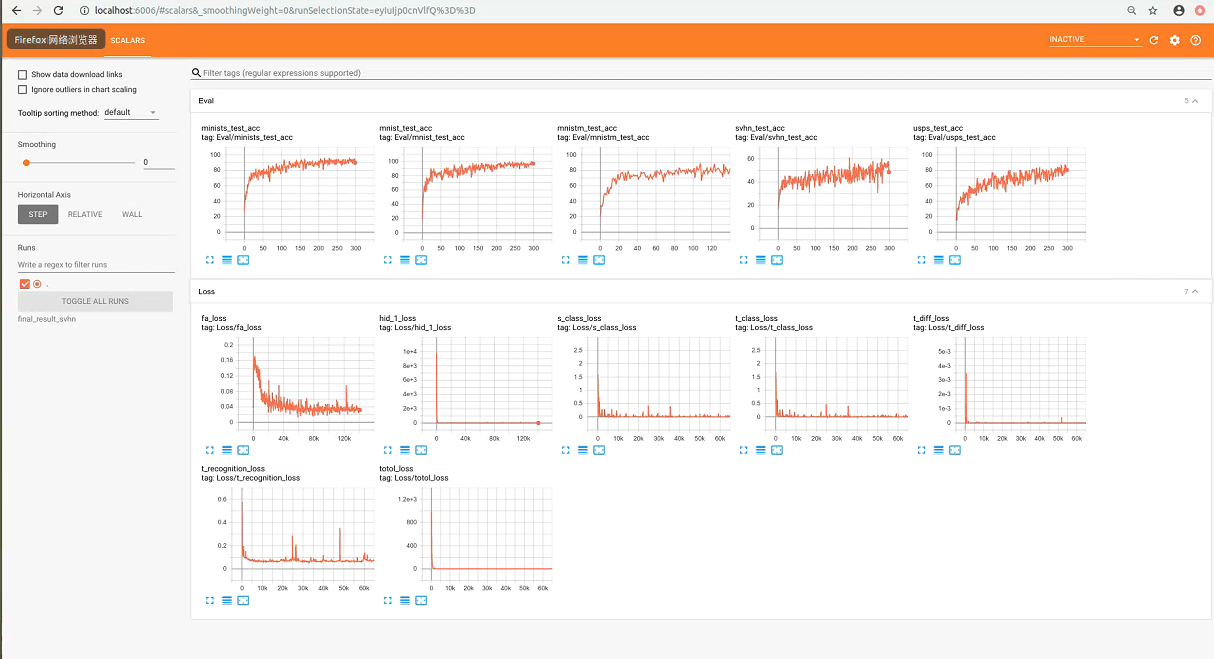 localhost:6006/#scalars&_smoothingWeight=0&runSelectionState=eyIuIjp0cnVlfQ%3D%3D
Firefox 网络浏览器
SCALARS
INACTIVE
Show data download links
Ignore outliers in chart scaling
Tooltip sorting method: default
Smoothing
0
Horizontal Axis
STEP RELATIVE WALL
Runs
Write a regex to filter runs
.
TOGGLE ALL RUNS
final_result_svhn
Filter tags (regular expressions supported)
Eval
5
minists_test_acc
tag: Eval/minists_test_acc
100
80
60
40
20
0
0 50 100 150 200 250 300
mnist_test_acc
tag: Eval/mnist_test_acc
100
80
60
40
20
0
0 50 100 150 200 250 300
mnistm_test_acc
tag: Eval/mnistm_test_acc
100
80
60
40
20
0
0 20 40 60 80 100 120
svhn_test_acc
tag: Eval/svhn_test_acc
60
40
20
0
0 50 100 150 200 250 300
usps_test_acc
tag: Eval/usps_test_acc
100
80
60
40
20
0
0 50 100 150 200 250 300
Loss
7
fa_loss
tag: Loss/fa_loss
0.2
0.16
0.12
0.08
0.04
0
0 40k 80k 120k
hid_1_loss
tag: Loss/hid_1_loss
1e+4
8e+3
6e+3
4e+3
2e+3
0
0 40k 80k 120k
s_class_loss
tag: Loss/s_class_loss
2.5
2
1.5
1
0.5
0
0 10k 20k 30k 40k 50k 60k
t_class_loss
tag: Loss/t_class_loss
2.5
2
1.5
1
0.5
0
0 10k 20k 30k 40k 50k 60k
t_diff_loss
tag: Loss/t_diff_loss
5e-3
4e-3
3e-3
2e-3
1e-3
0
0 10k 20k 30k 40k 50k 60k
t_recognition_loss
tag: Loss/t_recognition_loss
0.6
0.4
0.2
0
0 10k 20k 30k 40k 50k 60k
totol_loss
tag: Loss/totol_loss
1.2e+3
800
400
0
0 10k 20k 30k 40k 50k 60k